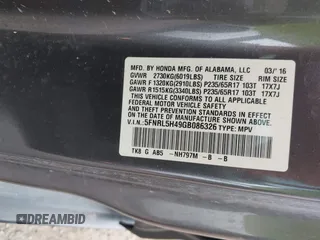 MFD. BY HONDA MFG. OF ALABAMA, LLC 03/ 16
GVWR 2730KG(6019LBS) TIRE SIZE RIM SIZE
GAWR F 1320KG(2910LBS) P235/65R17 103T 17X7J
GAWR R 1515KG(3340LBS) P235/65R17 103T 17X7J
THIS VEHICLE CONFORMS TO ALL APPLICABLE
FEDERAL MOTOR VEHICLE SAFETY AND THEFT
PREVENTION STANDARDS IN EFFECT ON THE
DATE OF MANUFACTURE SHOWN ABOVE.
V.I.N.:5FNRL5H49GB086326 TYPE: MPV
TK8 G AB5 -NH797M -B -B
DREAMBID